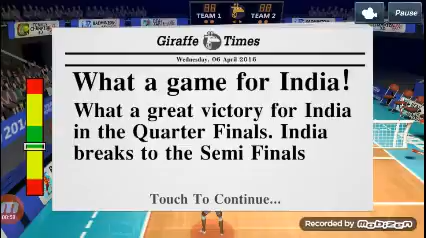 TEAM 1
TEAM 2
Pause
Giraffe Times
Wednesday, 06 April 2016
What a game for India!
What a great victory for India
in the Quarter Finals. India
breaks to the Semi Finals
Touch To Continue...
Recorded by Mobizen